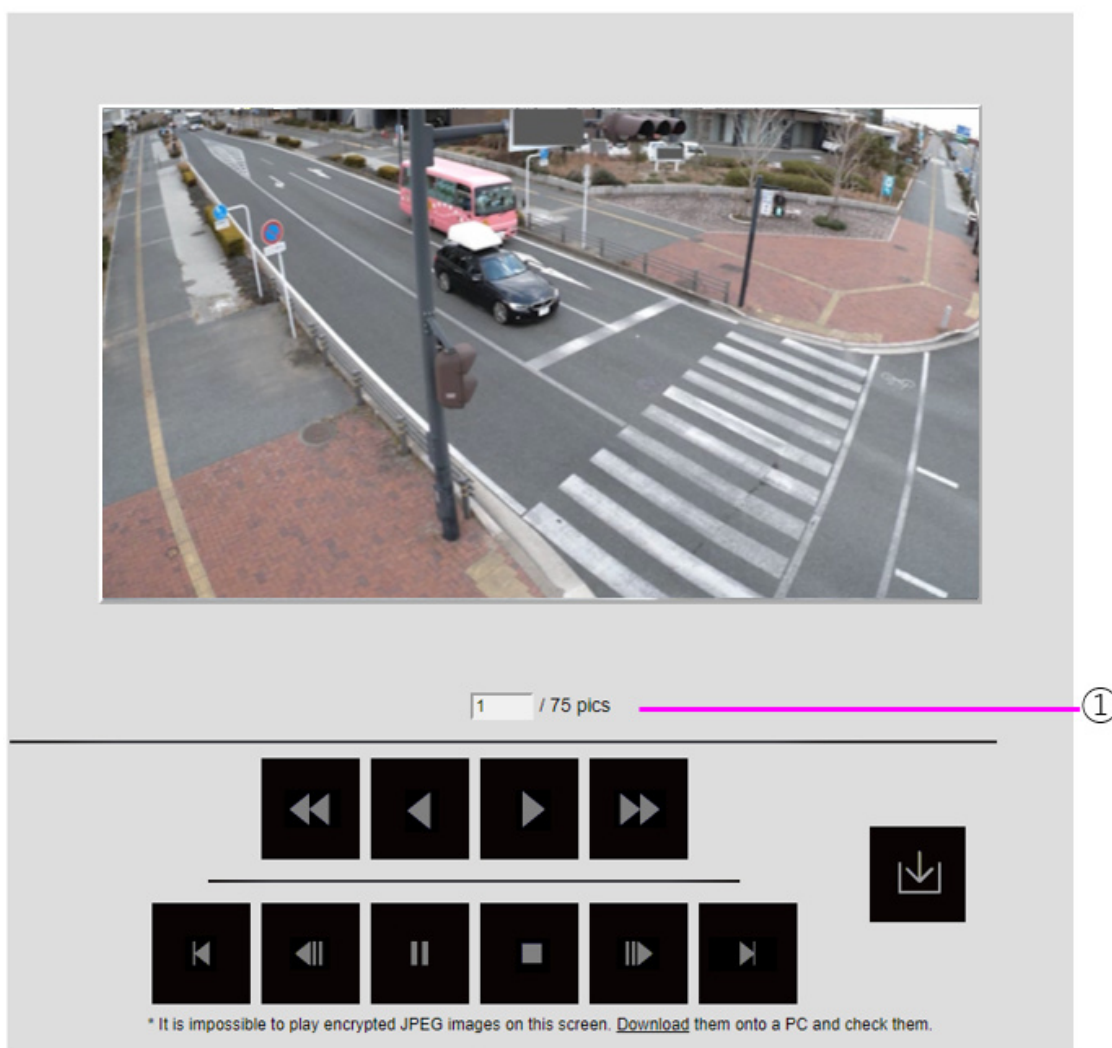 1 / 75 pics
①
* It is impossible to play encrypted JPEG images on this screen. Download them onto a PC and check them.